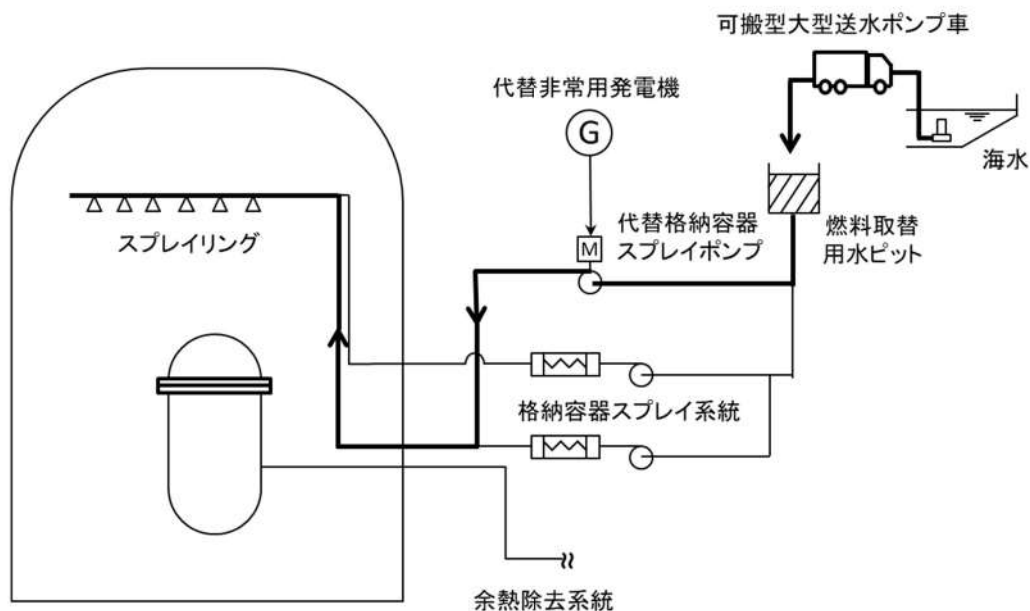 可搬型大型送水ポンプ車
代替非常用発電機
G
海水
燃料取替
用水ピット
代替格納容器
スプレイポンプ
M
スプレイリング
格納容器スプレイ系統
余熱除去系統